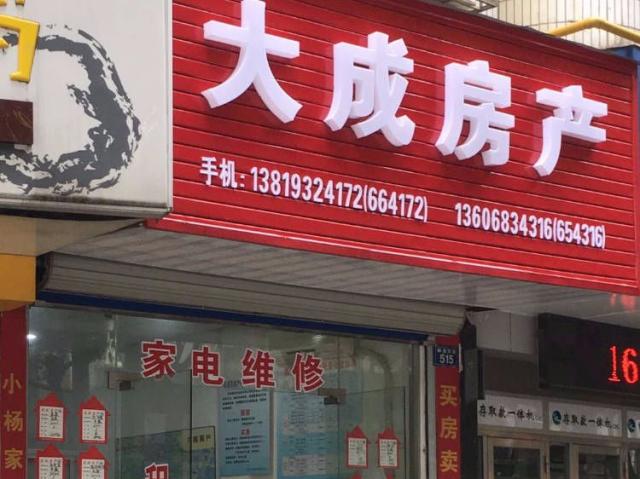 大成房产
手机:13819324172(664172) 13606834316(654316)
家电维修
515
小杨家
买房卖
租
存取款一体机
存取款一体机
16